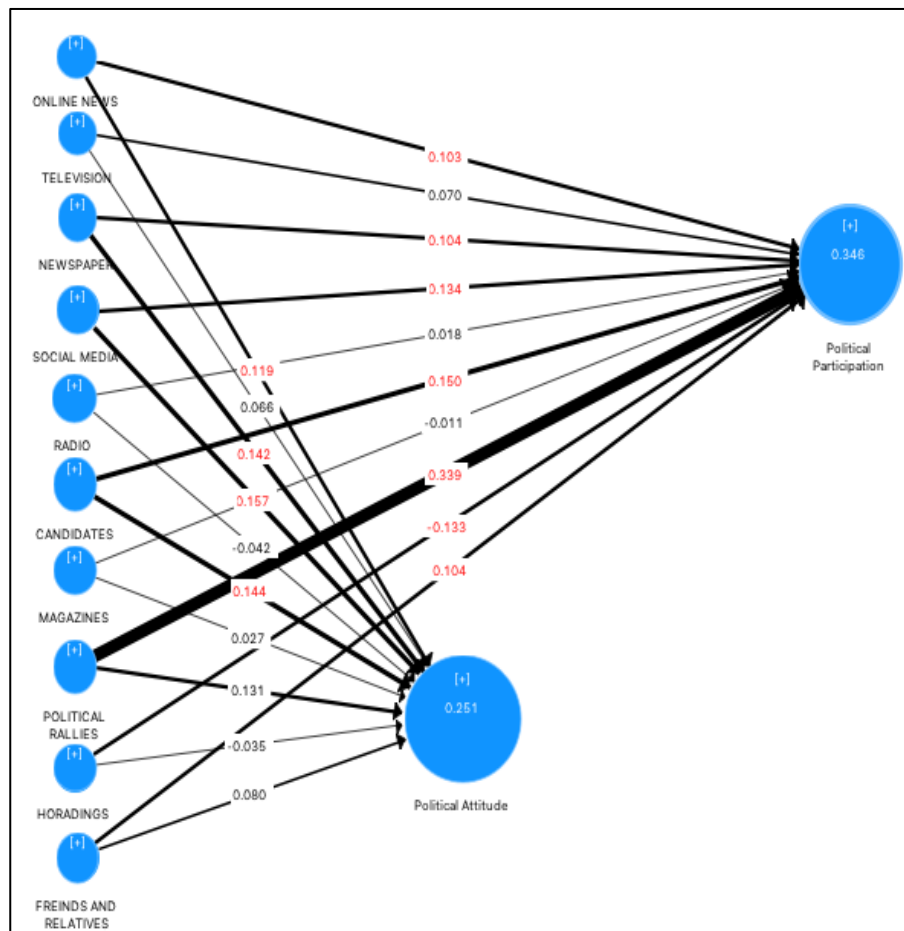 [+]
ONLINE NEWS
[+]
TELEVISION
[+]
NEWSPAPER
[+]
SOCIAL MEDIA
[+]
RADIO
[+]
CANDIDATES
[+]
MAGAZINES
[+]
POLITICAL
RALLIES
[+]
HORADINGS
[+]
FREINDS AND
RELATIVES
0.103
0.070
0.104
0.134
0.018
0.150
-0.011
0.339
-0.133
0.104
0.119
0.066
0.142
0.157
-0.042
0.144
0.027
0.131
-0.035
0.080
[+]
0.346
Political
Participation
[+]
0.251
Political Attitude